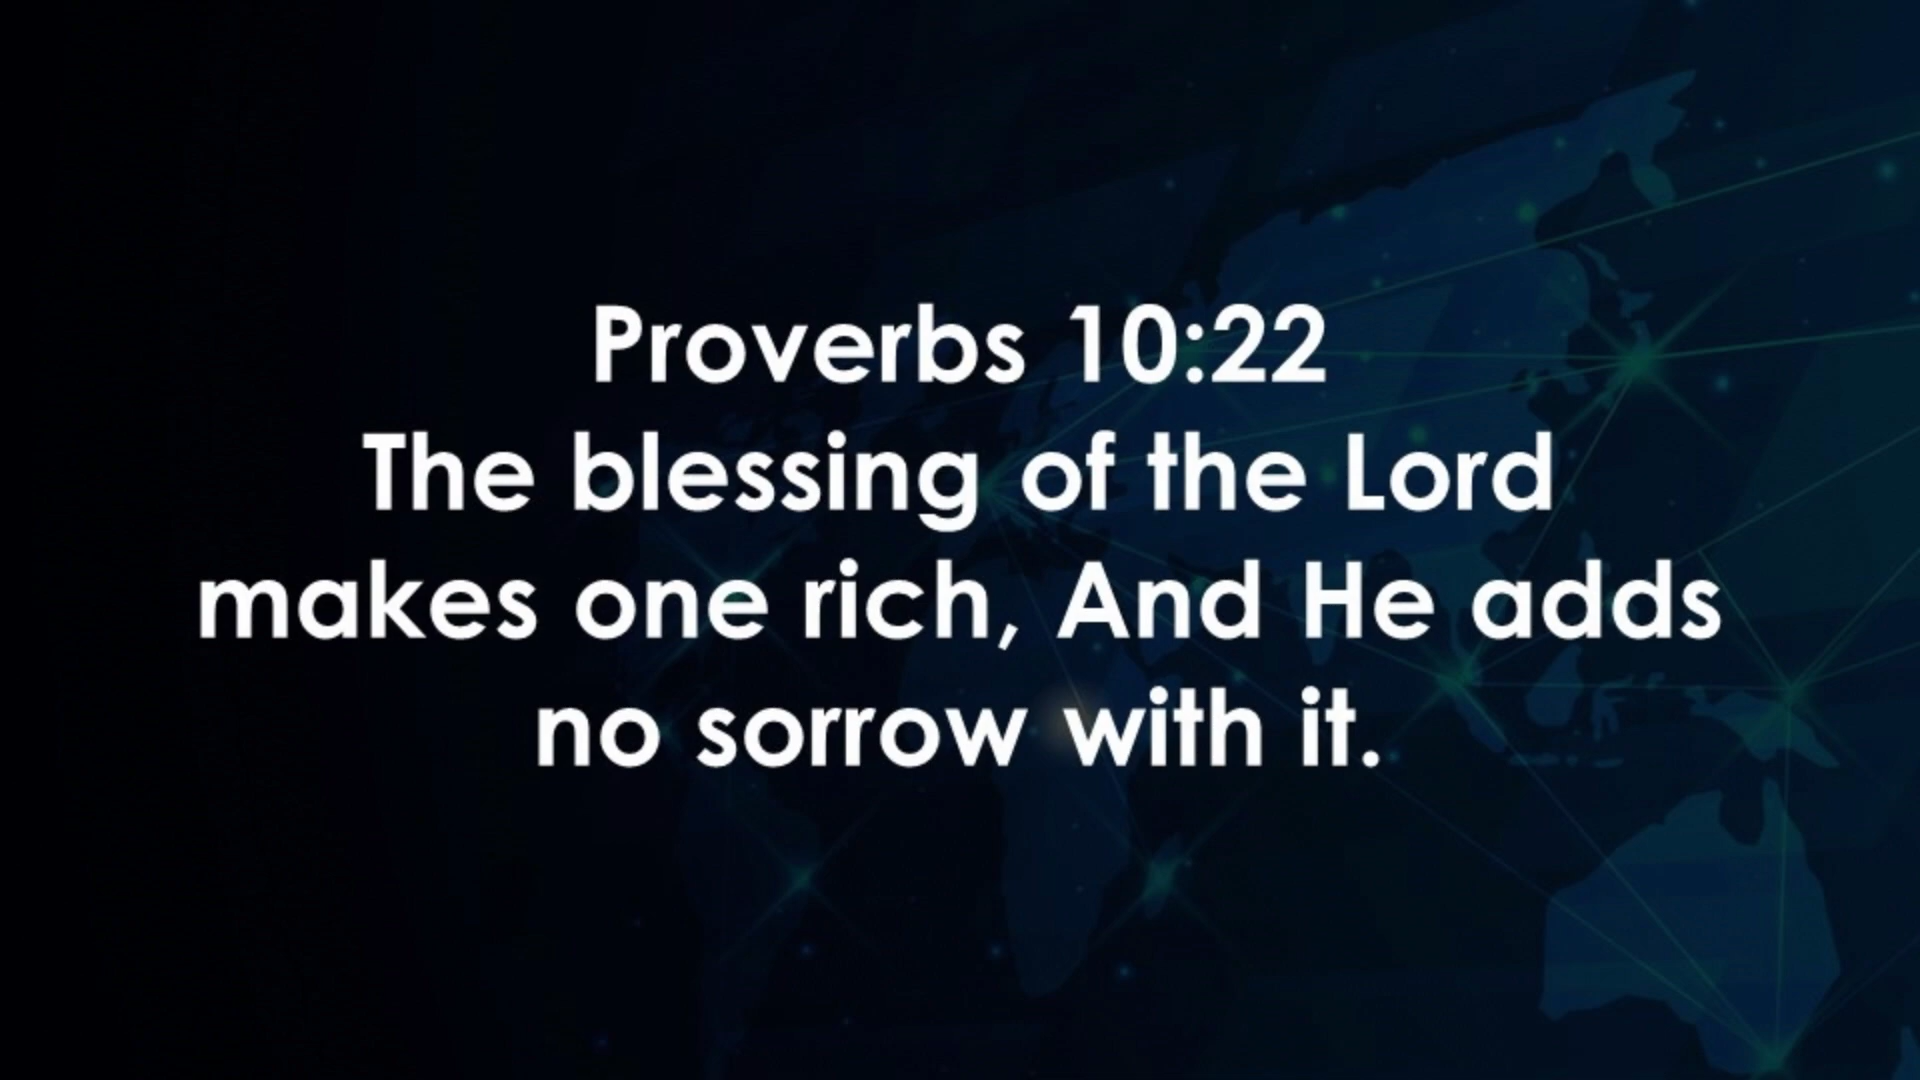 Proverbs 10:22
The blessing of the Lord
makes one rich, And He adds
no sorrow with it.